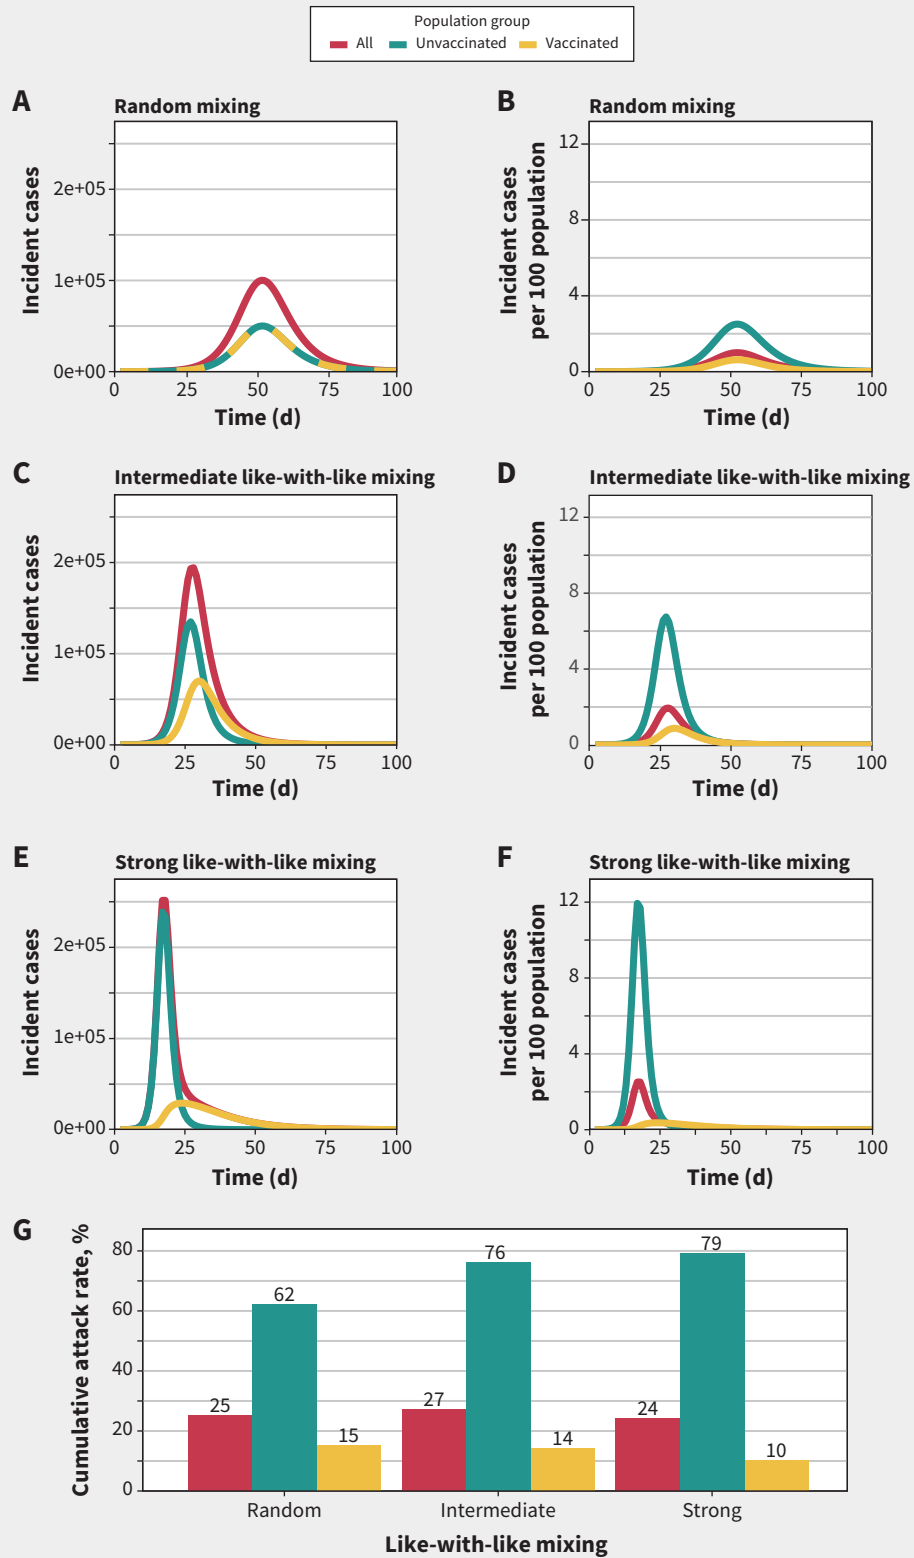 Population group
All Unvaccinated Vaccinated
A
Random mixing
Incident cases
2e+05
1e+05
0e+00
0 25 50 75 100
Time (d)
B
Random mixing
Incident cases
per 100 population
12
8
4
0
0 25 50 75 100
Time (d)
C
Intermediate like-with-like mixing
Incident cases
2e+05
1e+05
0e+00
0 25 50 75 100
Time (d)
D
Intermediate like-with-like mixing
Incident cases
per 100 population
12
8
4
0
0 25 50 75 100
Time (d)
E
Strong like-with-like mixing
Incident cases
2e+05
1e+05
0e+00
0 25 50 75 100
Time (d)
F
Strong like-with-like mixing
Incident cases
per 100 population
12
8
4
0
0 25 50 75 100
Time (d)
G
Cumulative attack rate, %
80
60
40
20
0
25 62 15
27 76 14
24 79 10
Random Intermediate Strong
Like-with-like mixing